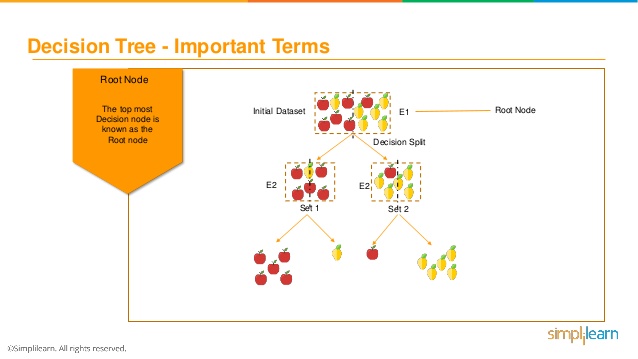 Decision Tree - Important Terms
Root Node
The top most
Decision node is
known as the
Root node
Initial Dataset
E1
Root Node
Decision Split
E2
E2
Set 1
Set 2
©Simplilearn. All rights reserved.
simplilearn